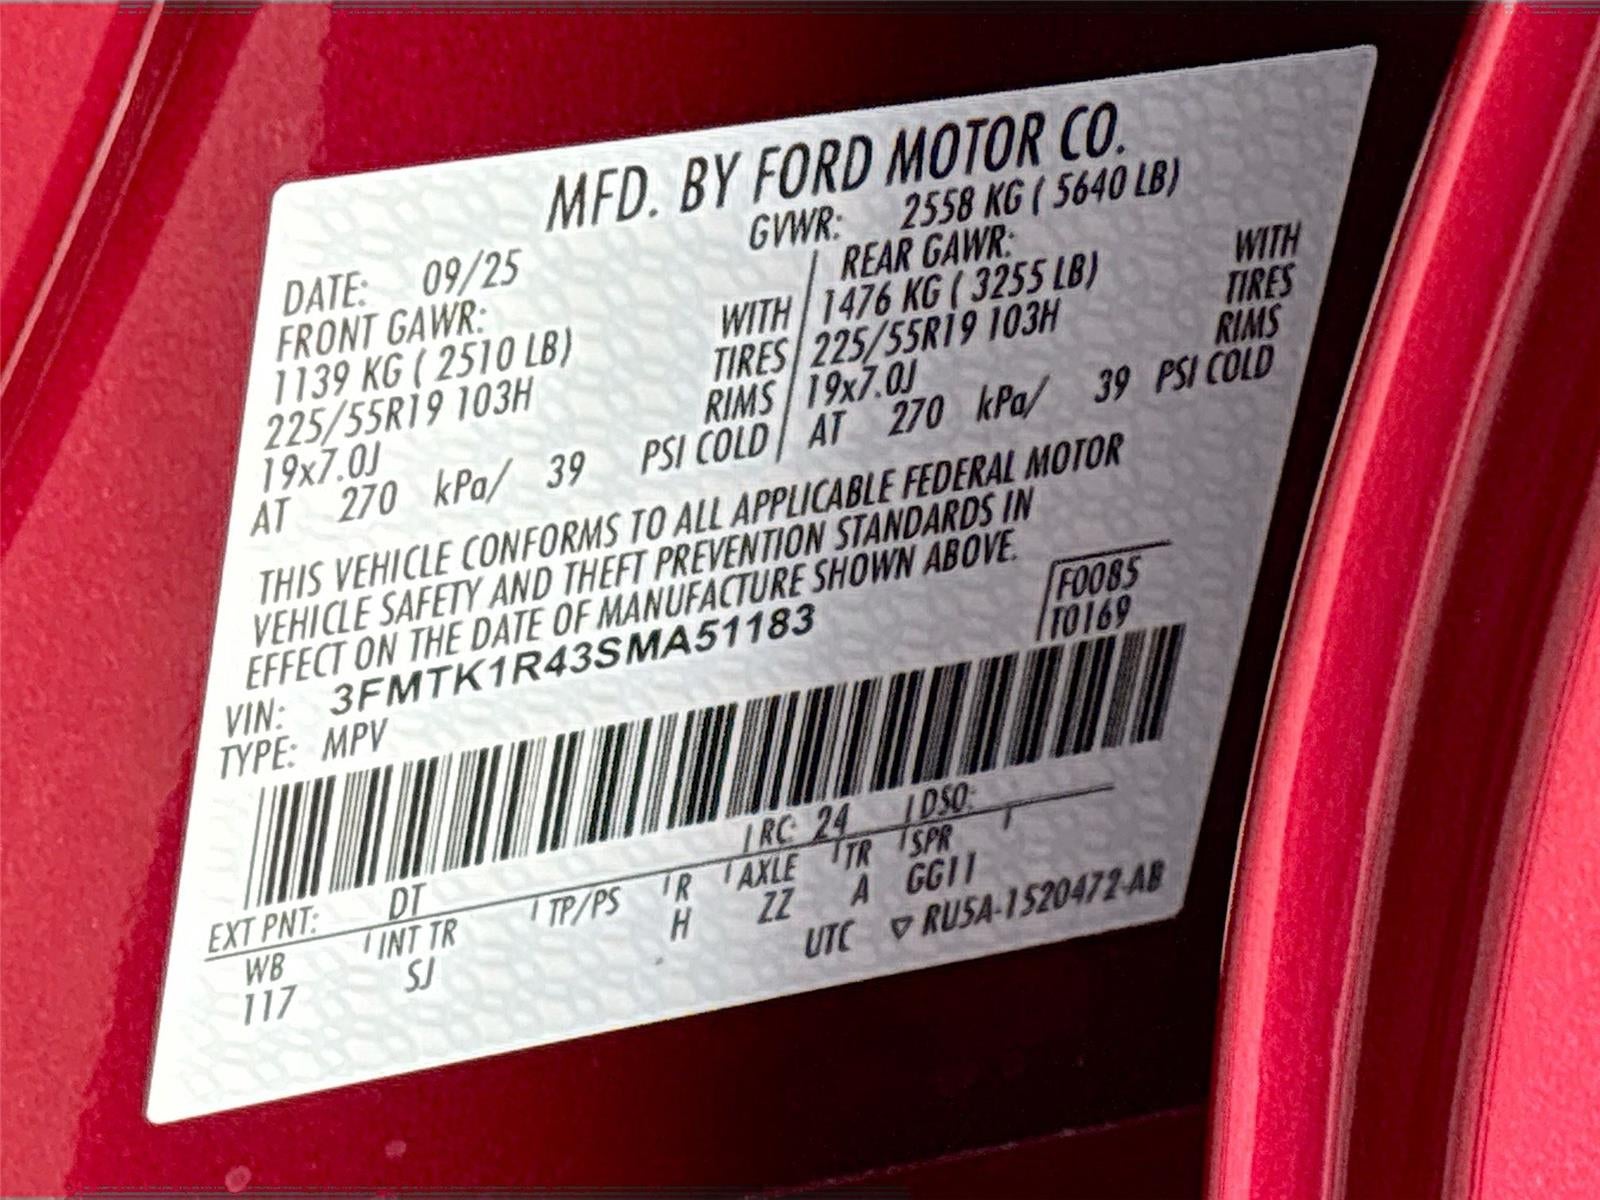 MFD. BY FORD MOTOR CO.
DATE: 09/25 GVWR: 2558 KG ( 5640 LB)
FRONT GAWR: REAR GAWR:
1139 KG ( 2510 LB) WITH 1476 KG ( 3255 LB) WITH
225/55R19 103H TIRES 225/55R19 103H TIRES
19x7.0J RIMS 19x7.0J RIMS
AT 270 kPa/ 39 PSI COLD AT 270 kPa/ 39 PSI COLD
THIS VEHICLE CONFORMS TO ALL APPLICABLE FEDERAL MOTOR
VEHICLE SAFETY AND THEFT PREVENTION STANDARDS IN
EFFECT ON THE DATE OF MANUFACTURE SHOWN ABOVE.
VIN: 3FMTK1R43SMA51183 F0085
TYPE: MPV T0169
EXT PNT: DT RC: 24 DSO:
WB INT TR TP/PS R AXLE TR SPR
117 SJ H ZZ A GG11
UTC ▽ RU5A-1520472-AB